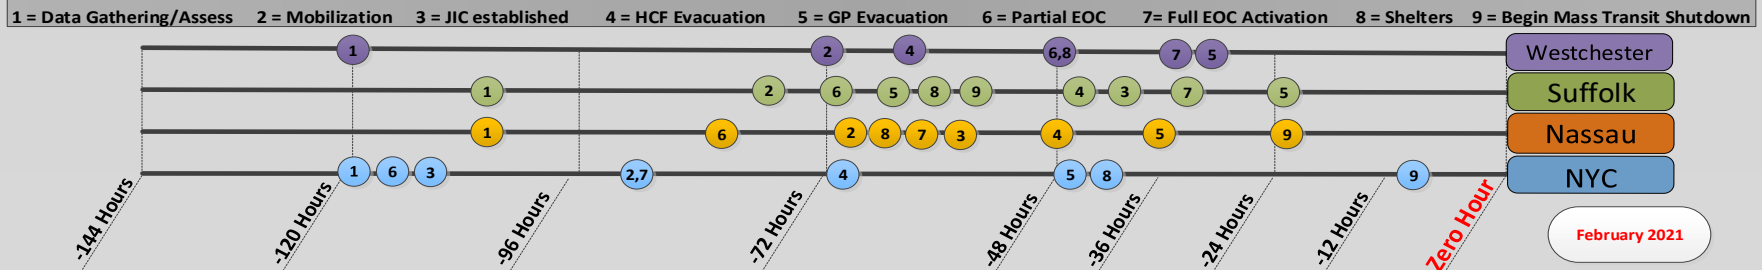 1 = Data Gathering/Assess 2 = Mobilization 3 = JIC established 4 = HCF Evacuation 5 = GP Evacuation 6 = Partial EOC 7= Full EOC Activation 8 = Shelters 9 = Begin Mass Transit Shutdown
1 2 4 6,8 7 5 Westchester
1 2 6 5 8 9 4 3 7 5 Suffolk
1 6 2 8 7 3 4 5 9 Nassau
1 6 3 2,7 4 5 8 9 NYC
-144 Hours -120 Hours -96 Hours -72 Hours -48 Hours -36 Hours -24 Hours -12 Hours Zero Hour
February 2021